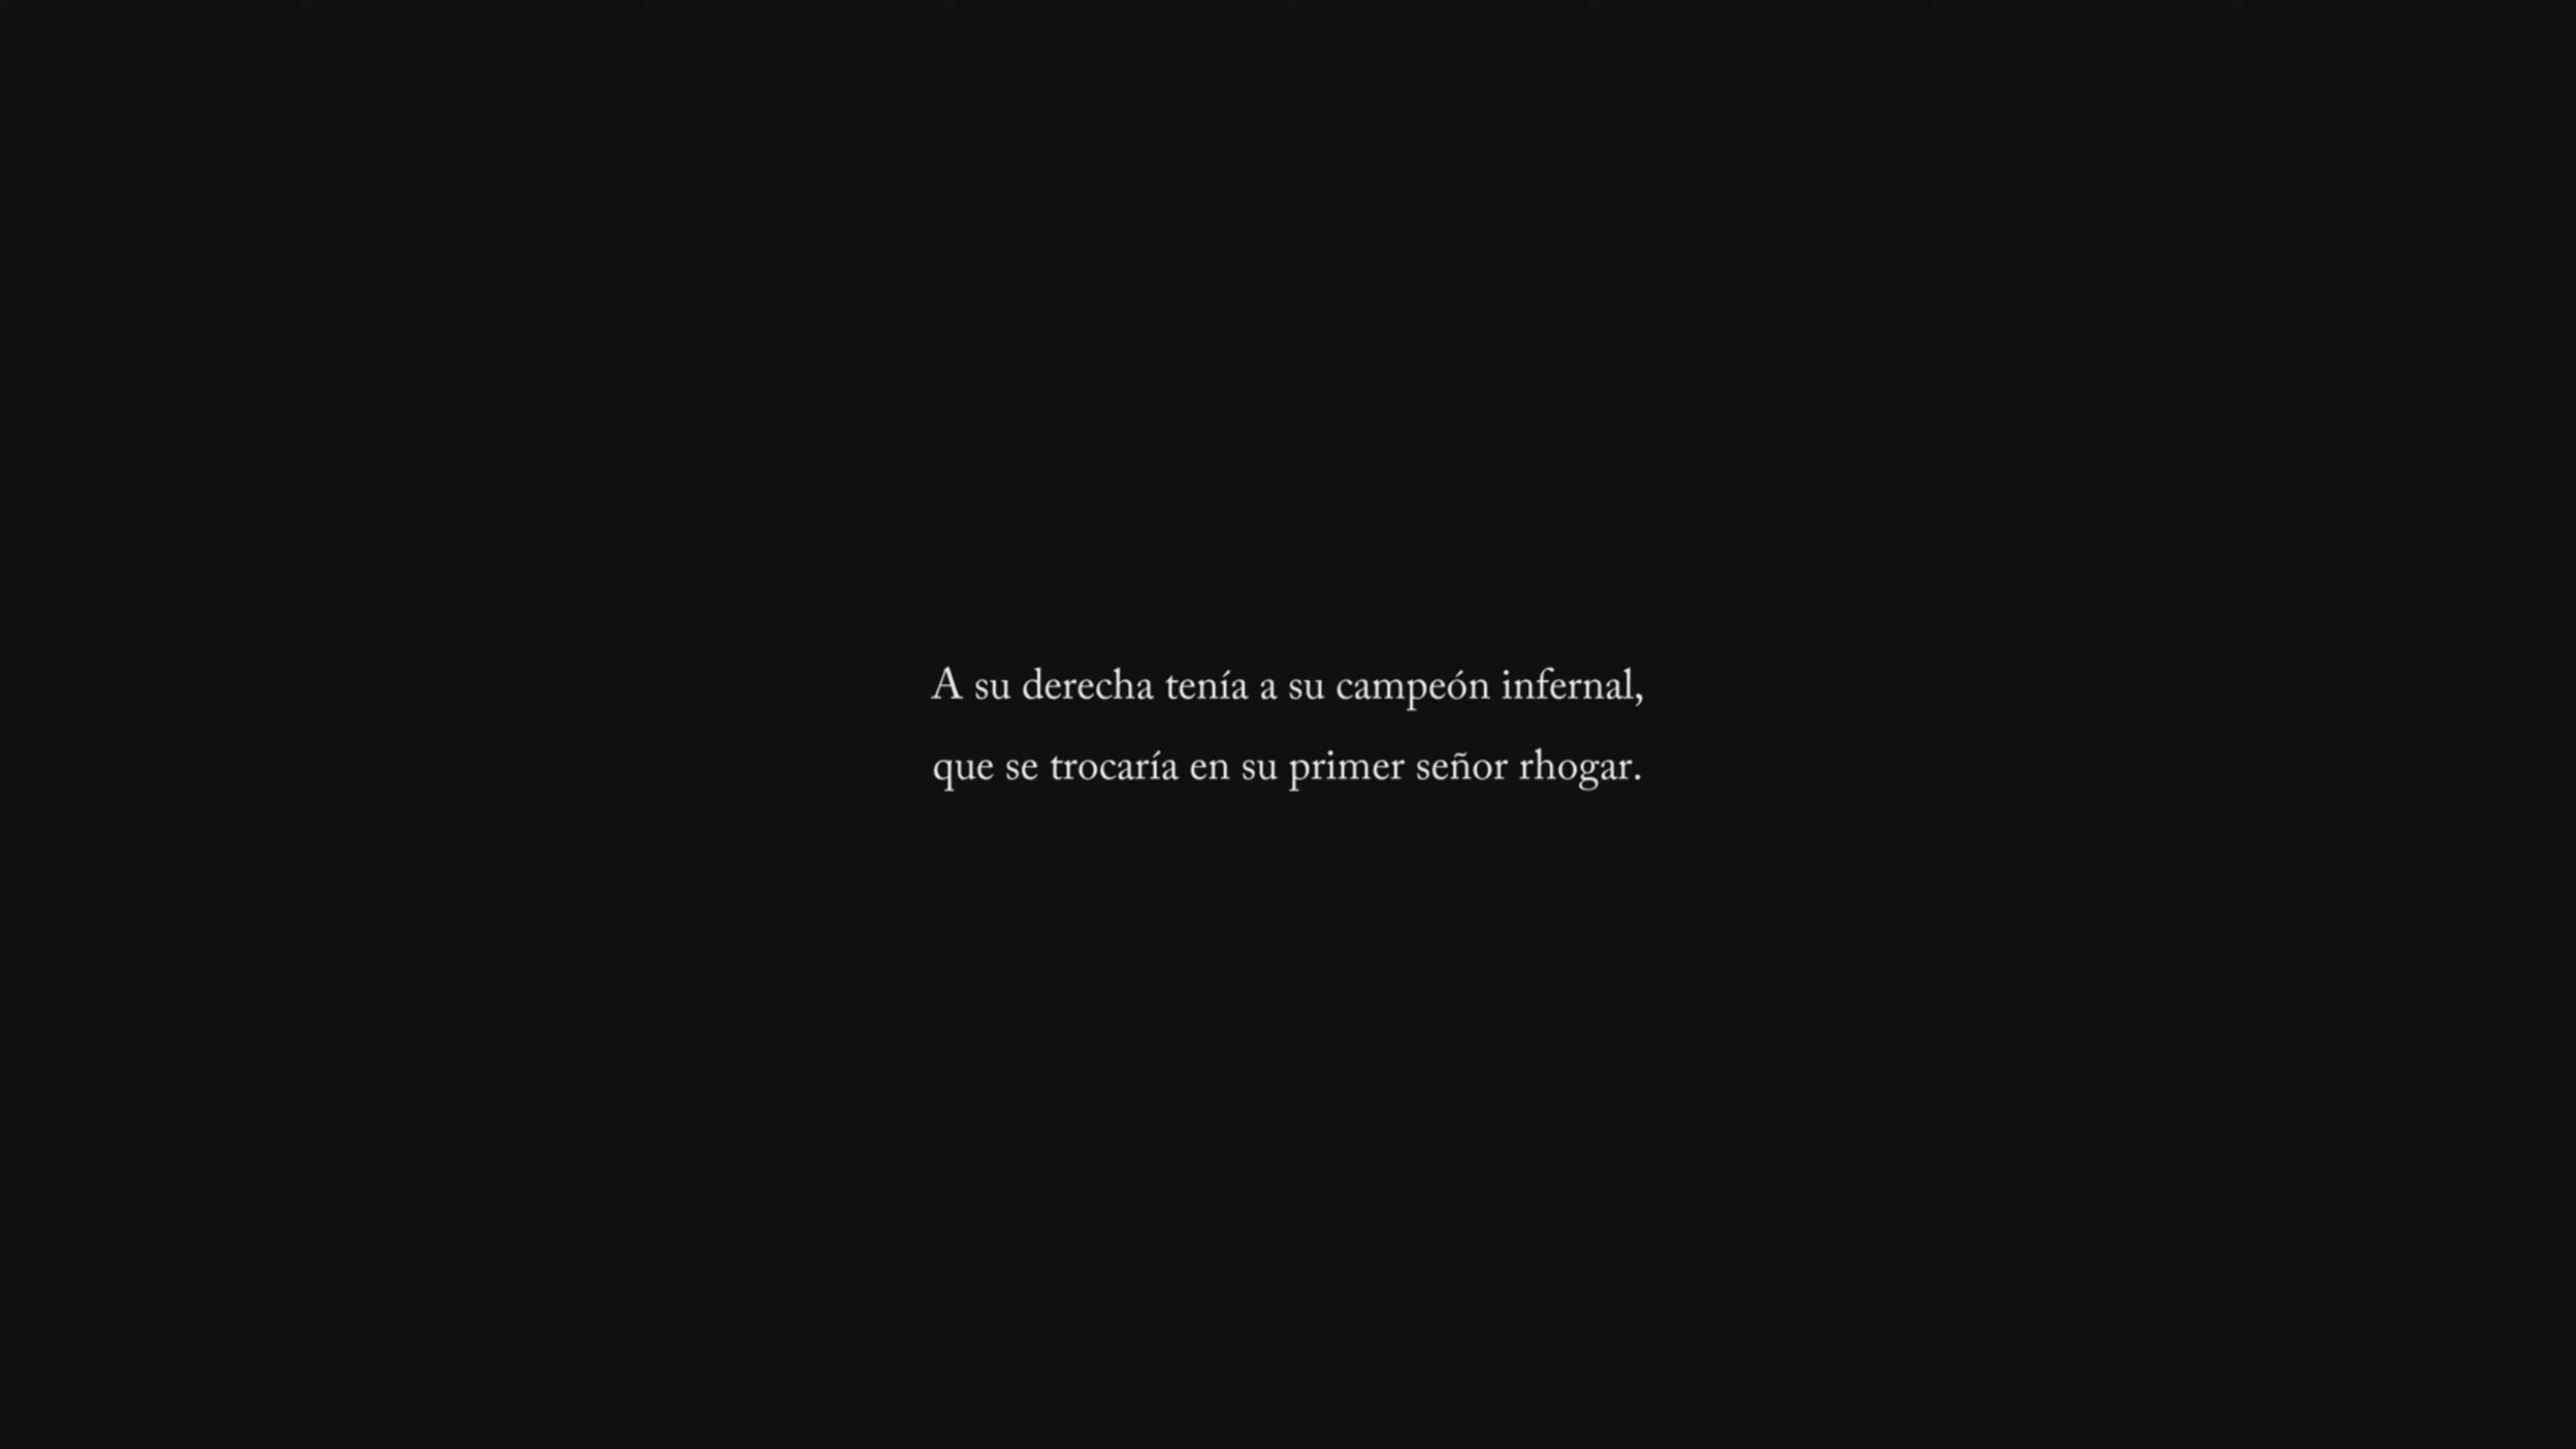 A su derecha tenía a su campeón infernal,
que se trocaría en su primer señor rhogar.